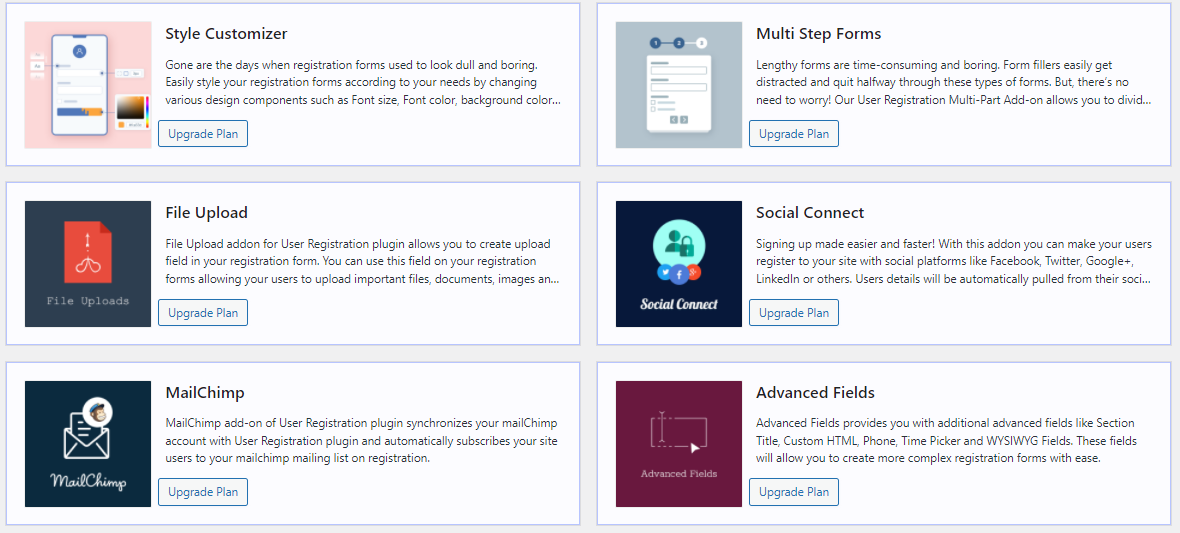 Style Customizer
Gone are the days when registration forms used to look dull and boring.
Easily style your registration forms according to your needs by changing
various design components such as Font size, Font color, background color...
Upgrade Plan
Multi Step Forms
1 2 3
Lengthy forms are time-consuming and boring. Form fillers easily get
distracted and quit halfway through these types of forms. But, there's no
need to worry! Our User Registration Multi-Part Add-on allows you to divid...
Upgrade Plan
File Uploads
File Upload
File Upload addon for User Registration plugin allows you to create upload
field in your registration form. You can use this field on your registration
forms allowing your users to upload important files, documents, images an...
Upgrade Plan
Social Connect
Social Connect
Signing up made easier and faster! With this addon you can make your users
register to your site with social platforms like Facebook, Twitter, Google+,
LinkedIn or others. Users details will be automatically pulled from their soci...
Upgrade Plan
MailChimp
MailChimp
MailChimp add-on of User Registration plugin synchronizes your mailChimp
account with User Registration plugin and automatically subscribes your site
users to your mailchimp mailing list on registration.
Upgrade Plan
Advanced Fields
Advanced Fields
Advanced Fields provides you with additional advanced fields like Section
Title, Custom HTML, Phone, Time Picker and WYSIWYG Fields. These fields
will allow you to create more complex registration forms with ease.
Upgrade Plan